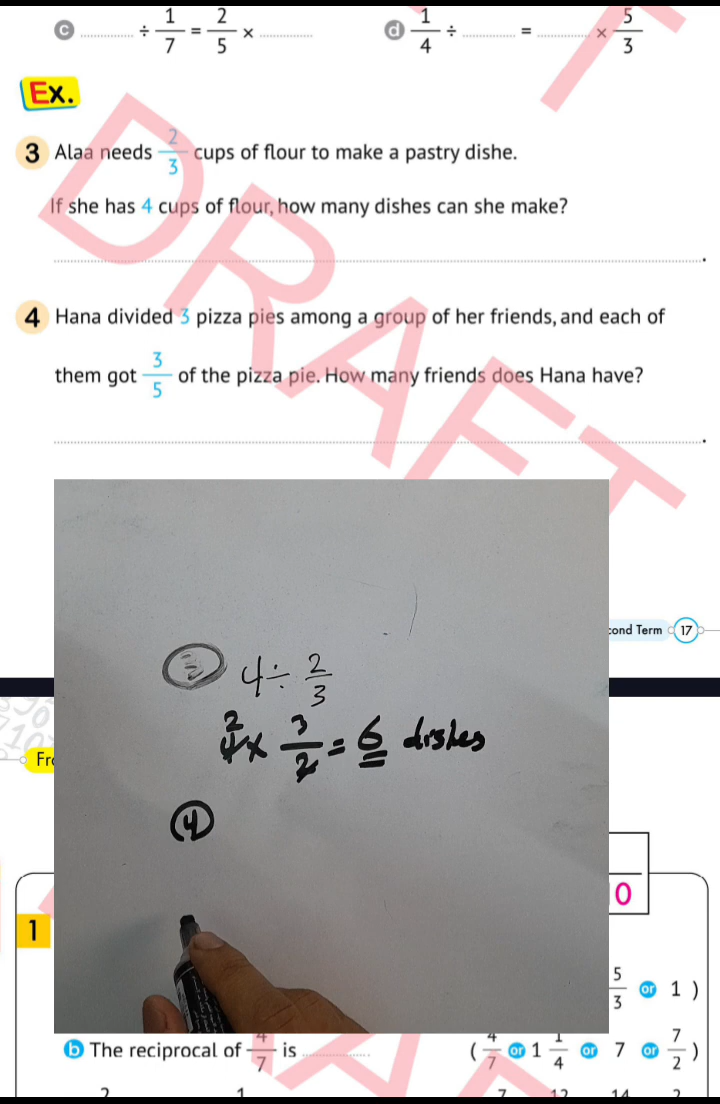 c ............ ÷ 1/7 = 2/5 × ............
d 1/4 ÷ ............ = ............ × 5/3
Ex.
3 Alaa needs 2/3 cups of flour to make a pastry dishe.
If she has 4 cups of flour, how many dishes can she make?
4 Hana divided 3 pizza pies among a group of her friends, and each of
them got 3/5 of the pizza pie. How many friends does Hana have?
DRAFT
cond Term 17
3 4 ÷ 2/3
2
4 × 3/2 = 6 dishes
4
Fr
0
1
5/3 or 1 )
b The reciprocal of 4/7 is ............ ( 4/7 or 1 1/4 or 7 or 7/2 )